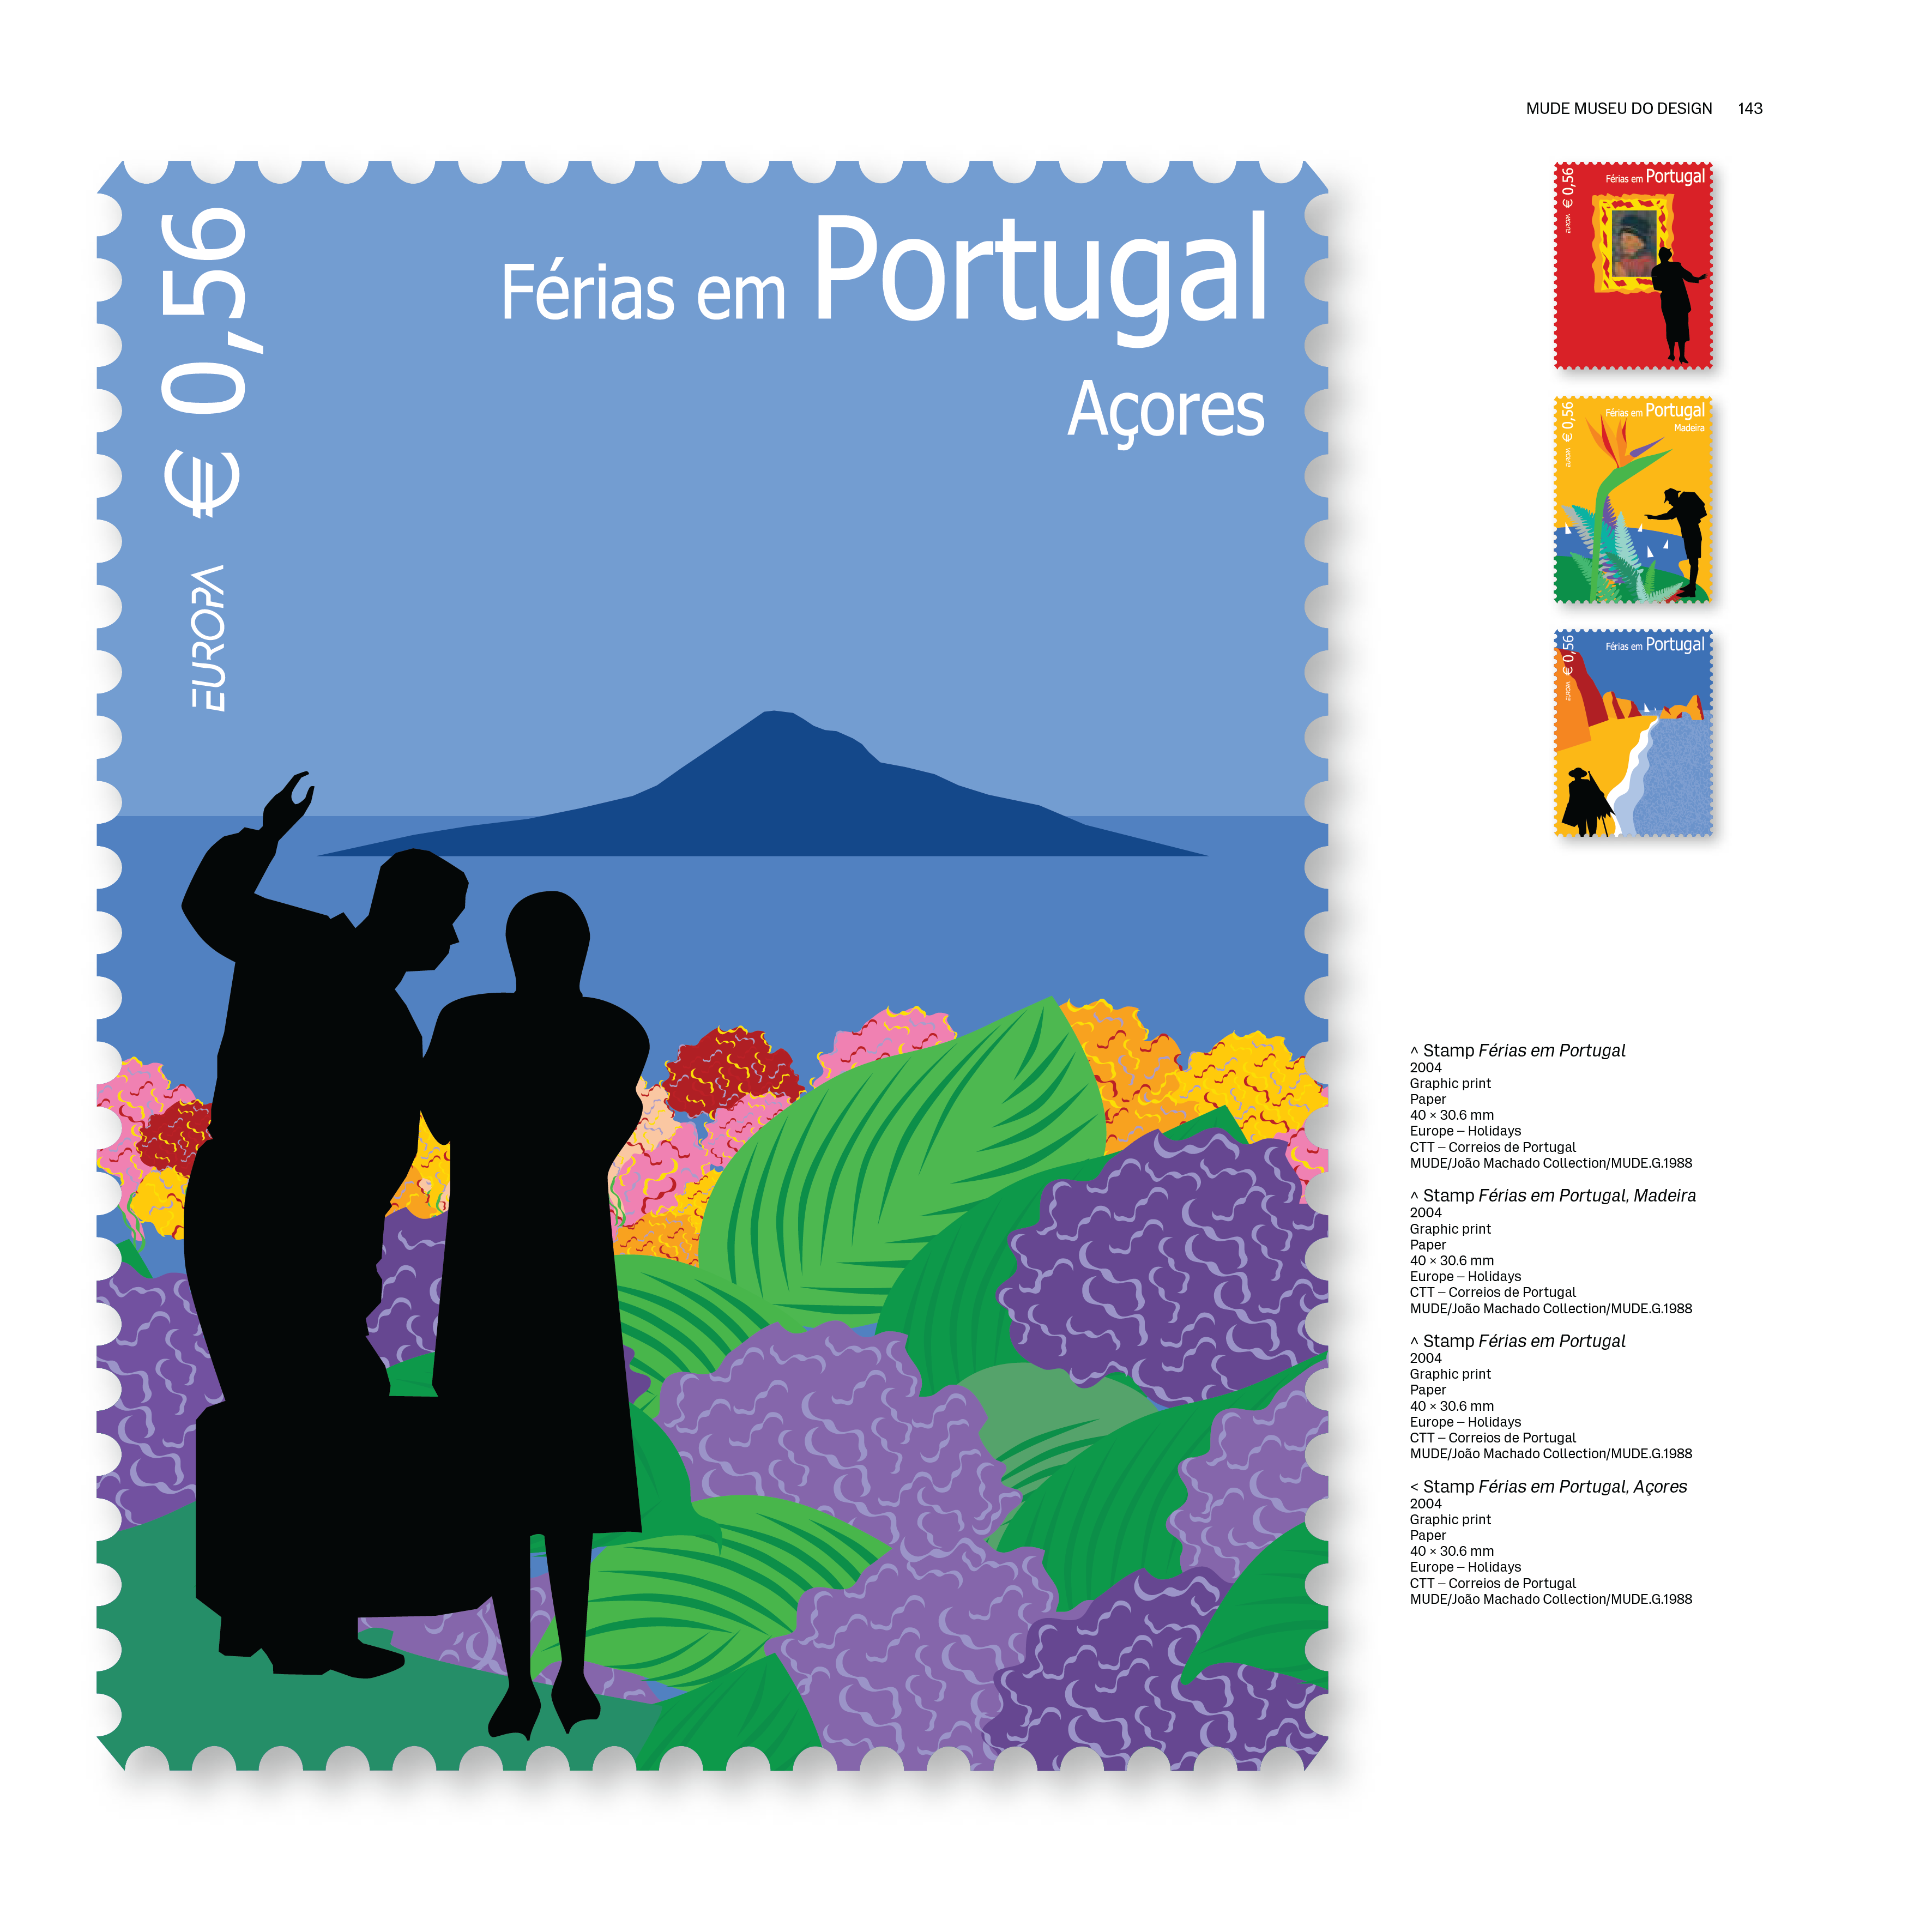 MUDE MUSEU DO DESIGN 143
€ 0,56
EUROPA
Férias em Portugal
Açores
€ 0,56
EUROPA
Férias em Portugal
€ 0,56
EUROPA
Férias em Portugal
Madeira
€ 0,56
EUROPA
Férias em Portugal
^ Stamp Férias em Portugal
2004
Graphic print
Paper
40 × 30.6 mm
Europe – Holidays
CTT – Correios de Portugal
MUDE/João Machado Collection/MUDE.G.1988
^ Stamp Férias em Portugal, Madeira
2004
Graphic print
Paper
40 × 30.6 mm
Europe – Holidays
CTT – Correios de Portugal
MUDE/João Machado Collection/MUDE.G.1988
^ Stamp Férias em Portugal
2004
Graphic print
Paper
40 × 30.6 mm
Europe – Holidays
CTT – Correios de Portugal
MUDE/João Machado Collection/MUDE.G.1988
< Stamp Férias em Portugal, Açores
2004
Graphic print
Paper
40 × 30.6 mm
Europe – Holidays
CTT – Correios de Portugal
MUDE/João Machado Collection/MUDE.G.1988